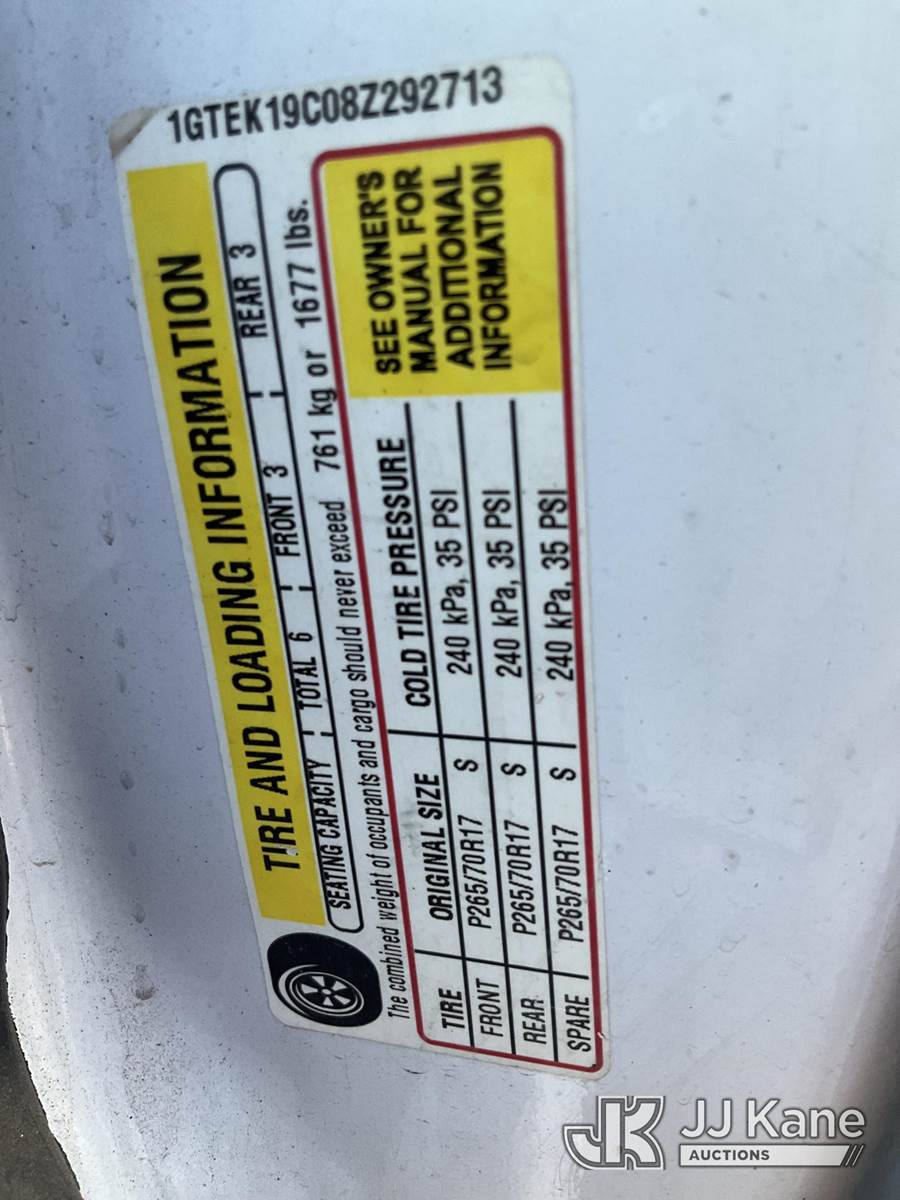 1GTEK19C08Z292713
TIRE AND LOADING INFORMATION
SEATING CAPACITY TOTAL 6 FRONT 3 REAR 3
The combined weight of occupants and cargo should never exceed 761 kg or 1677 lbs.
TIRE ORIGINAL SIZE COLD TIRE PRESSURE
FRONT P265/70R17 S 240 kPa, 35 PSI
REAR P265/70R17 S 240 kPa, 35 PSI
SPARE P265/70R17 S 240 kPa, 35 PSI
SEE OWNER'S
MANUAL FOR
ADDITIONAL
INFORMATION
JK JJ Kane
AUCTIONS